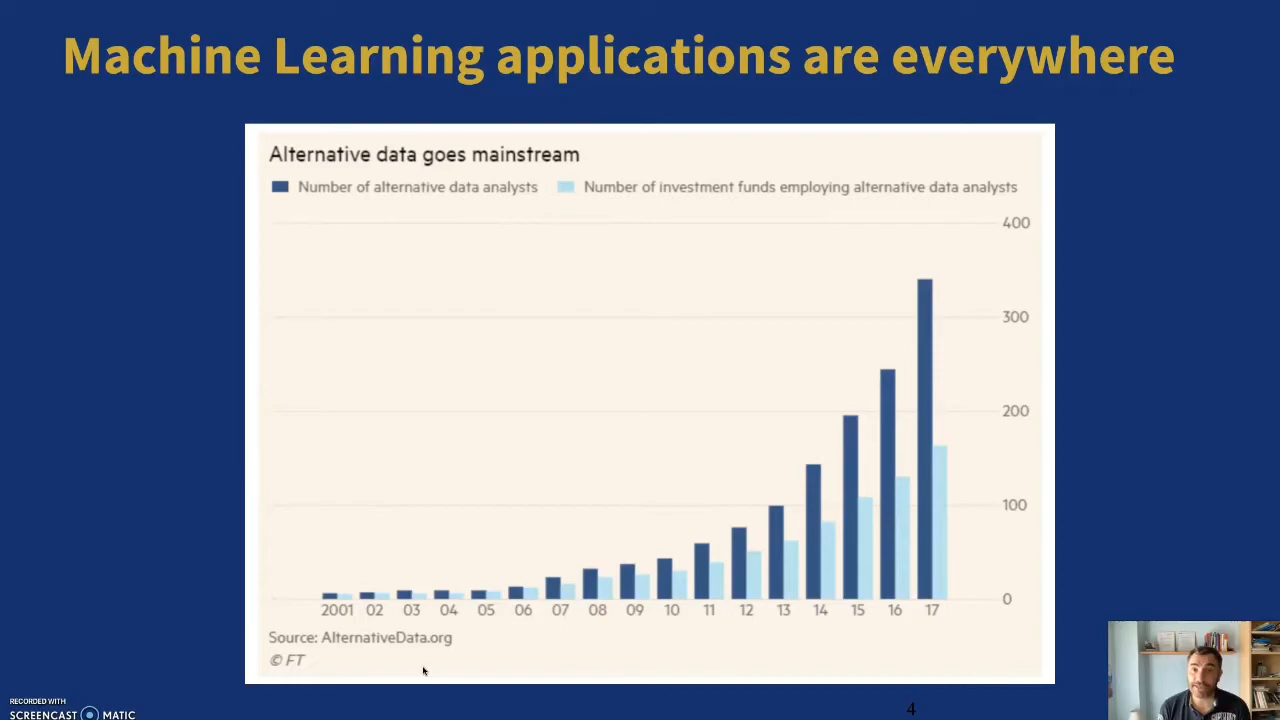 Machine Learning applications are everywhere
Alternative data goes mainstream
Number of alternative data analysts
Number of investment funds employing alternative data analysts
400
300
200
100
0
2001 02 03 04 05 06 07 08 09 10 11 12 13 14 15 16 17
Source: AlternativeData.org
© FT
RECORDED WITH
SCREENCAST MATIC
4